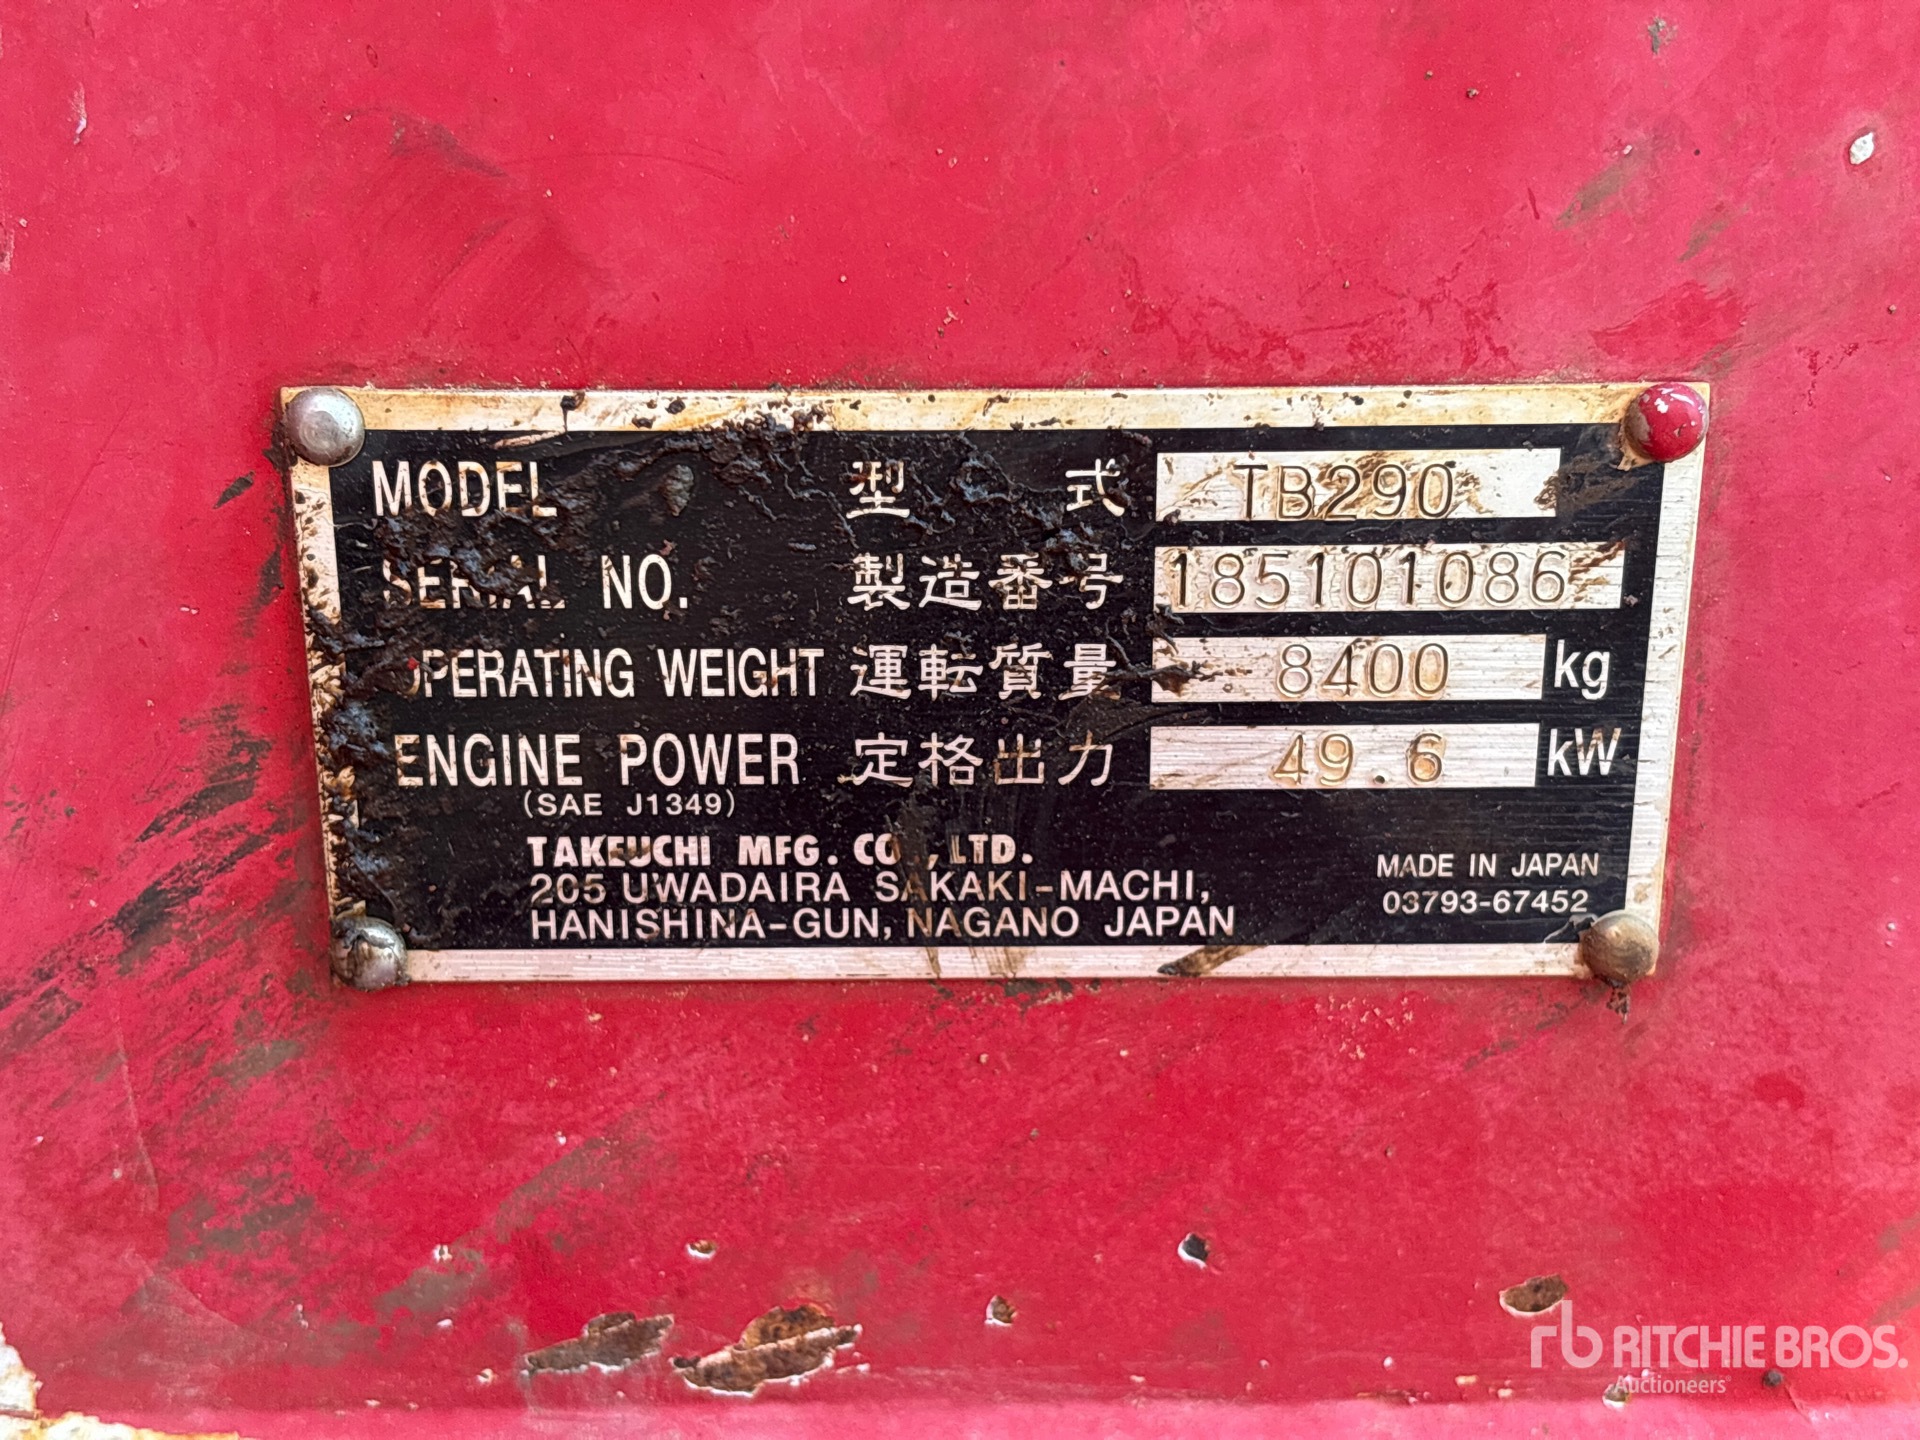 MODEL 型 式 TB290
SERIAL NO. 製造番号 185101086
OPERATING WEIGHT 運転質量 8400 kg
ENGINE POWER 定格出力 49.6 kW
(SAE J1349)
TAKEUCHI MFG. CO., LTD.
205 UWADAIRA SAKAKI-MACHI,
HANISHINA-GUN, NAGANO JAPAN
MADE IN JAPAN
03793-67452
rb RITCHIE BROS.
Auctioneers